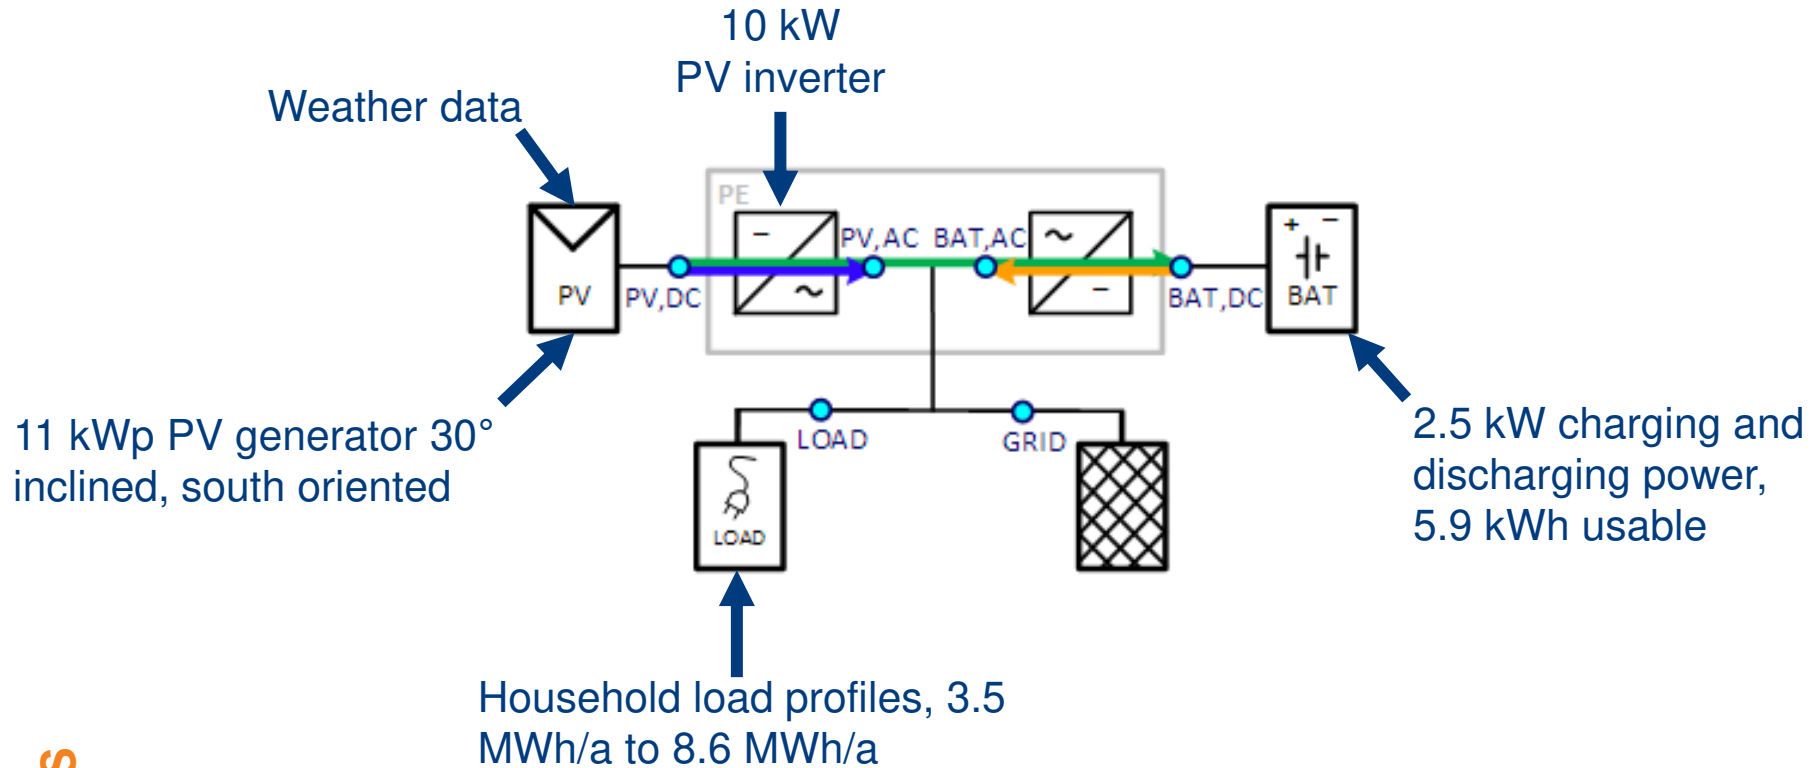 10 kW
PV inverter
Weather data
PE
PV,AC BAT,AC
PV
PV,DC
BAT,DC
BAT
11 kWp PV generator 30°
inclined, south oriented
LOAD
GRID
LOAD
2.5 kW charging and
discharging power,
5.9 kWh usable
Household load profiles, 3.5
MWh/a to 8.6 MWh/a